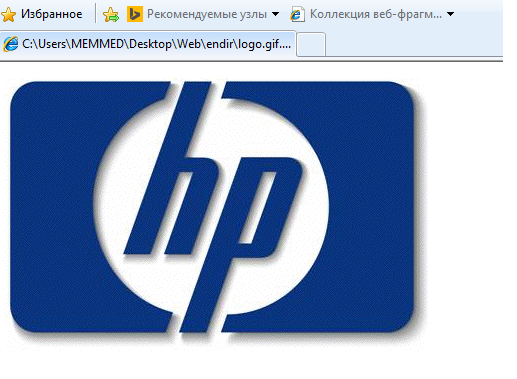 Избранное Рекомендуемые узлы Коллекция веб-фрагм...
C:\Users\MEMMED\Desktop\Web\endir\logo.gif....
hp